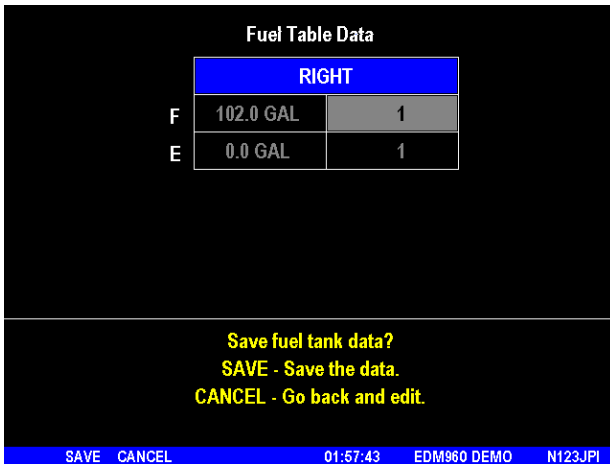 Fuel Table Data
RIGHT
F 102.0 GAL 1
E 0.0 GAL 1
Save fuel tank data?
SAVE - Save the data.
CANCEL - Go back and edit.
SAVE CANCEL 01:57:43 EDM960 DEMO N123JPI